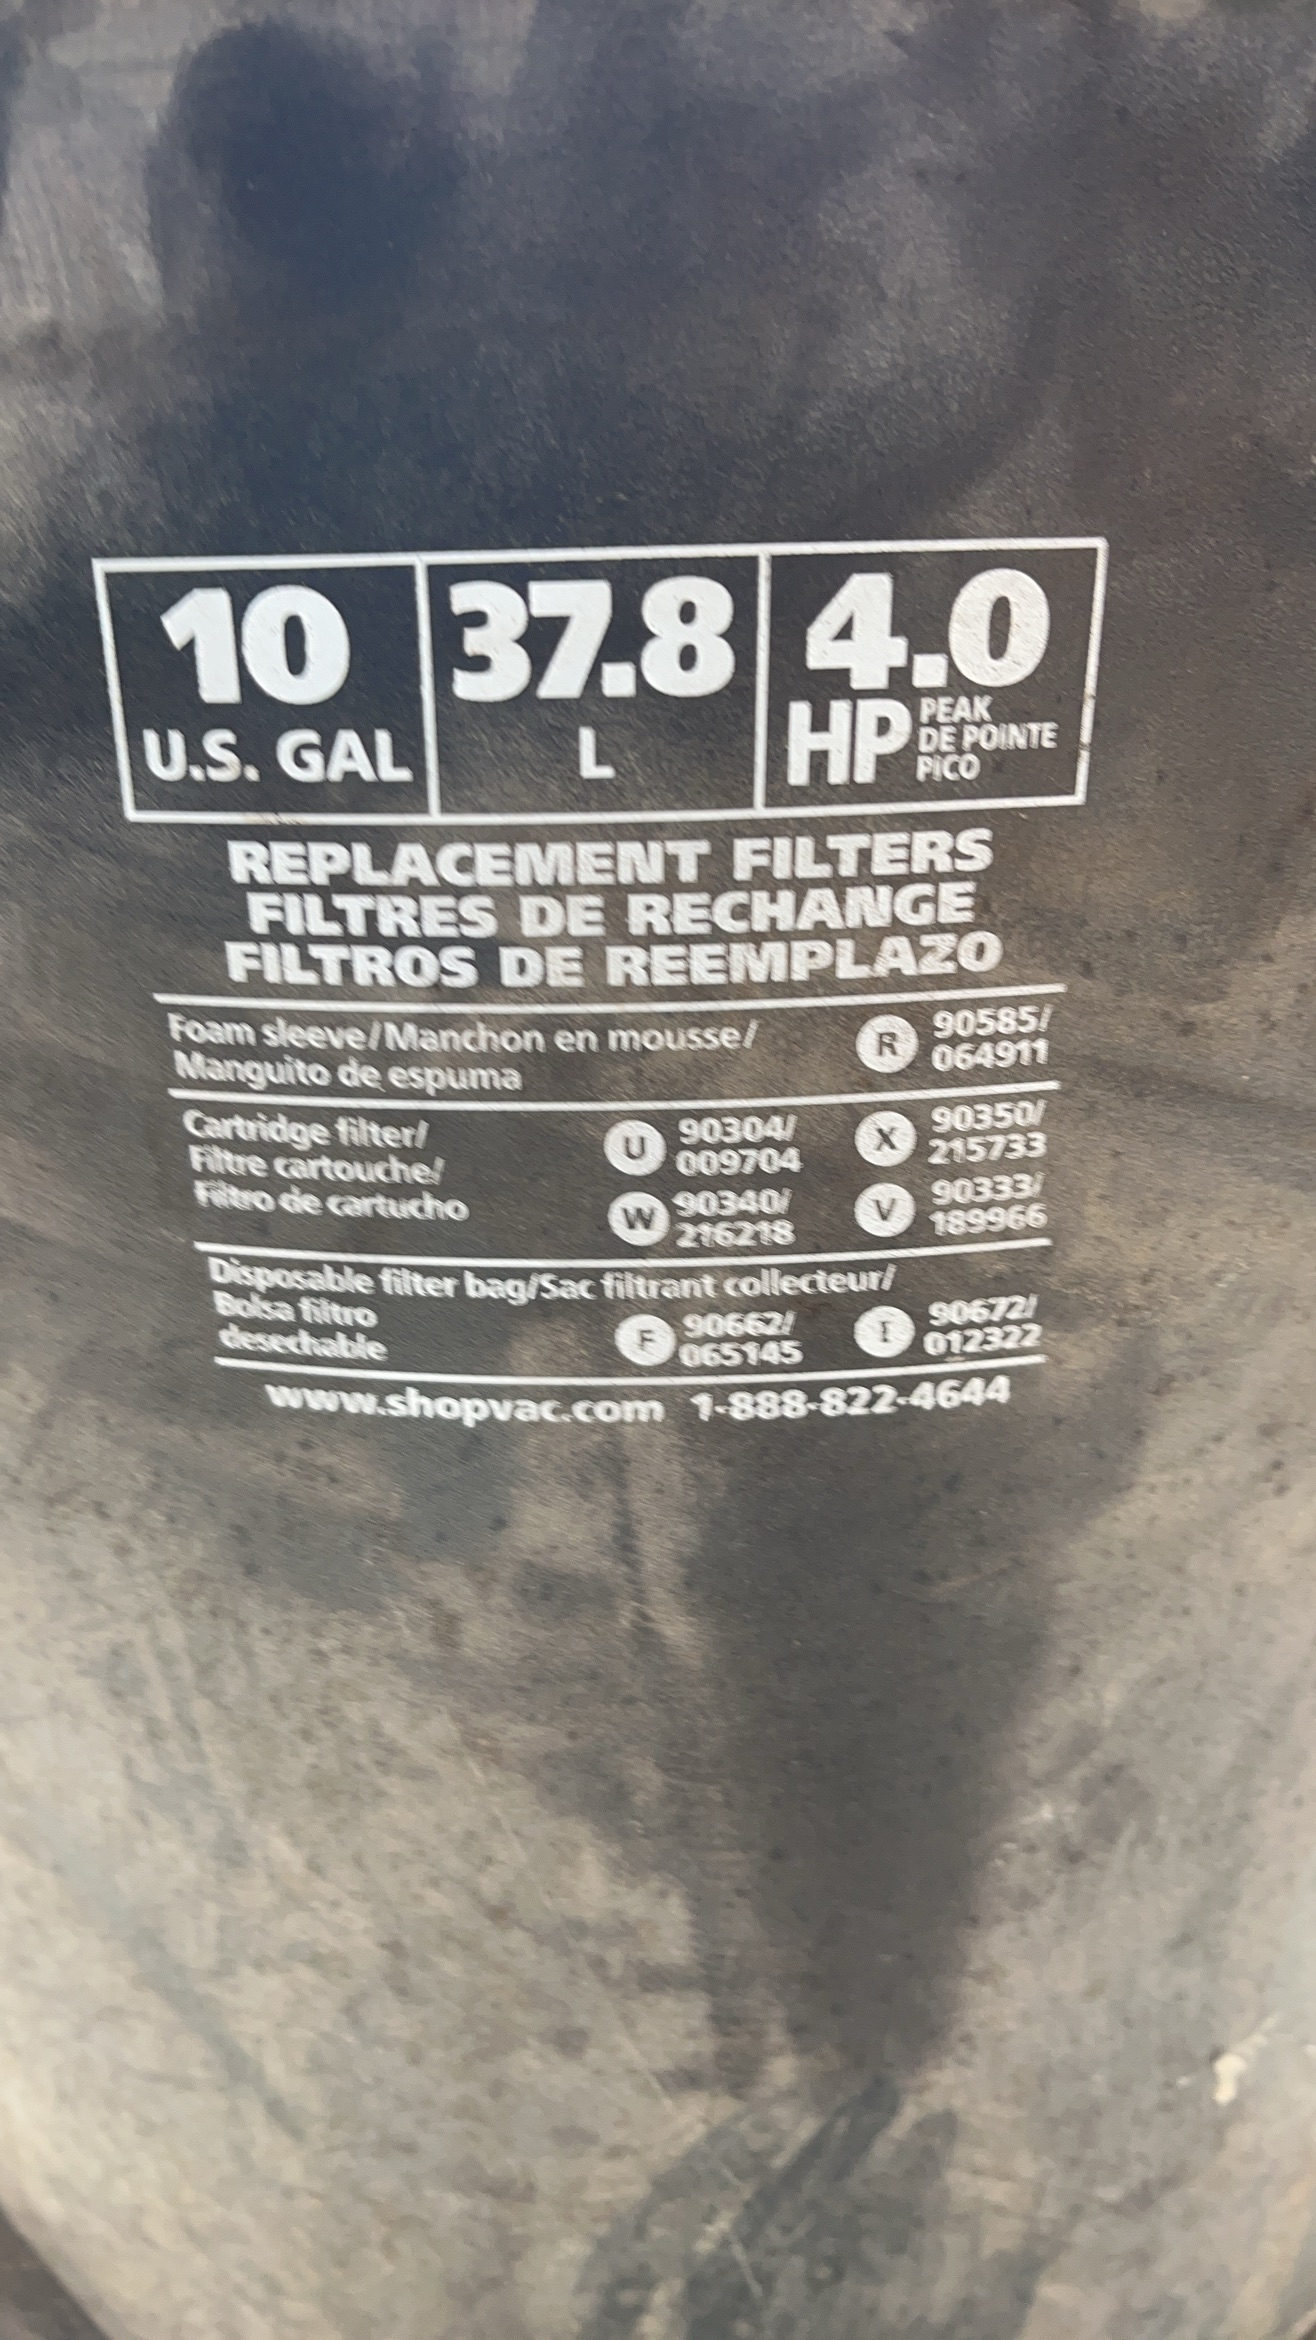 10 37.8 4.0
U.S. GAL L HP PEAK
DE POINTE
PICO
REPLACEMENT FILTERS
FILTRES DE RECHANGE
FILTROS DE REEMPLAZO
Foam sleeve/Manchon en mousse/ R 90585/
Manguito de espuma 064911
Cartridge filter/ U 90304/ X 90350/
Filtre cartouche/ 009704 215733
Filtro de cartucho W 90340/ V 90333/
216218 189966
Disposable filter bag/Sac filtrant collecteur/
Bolsa filtro F 90662/ I 90672/
desechable 065145 012322
www.shopvac.com 1-888-822-4644